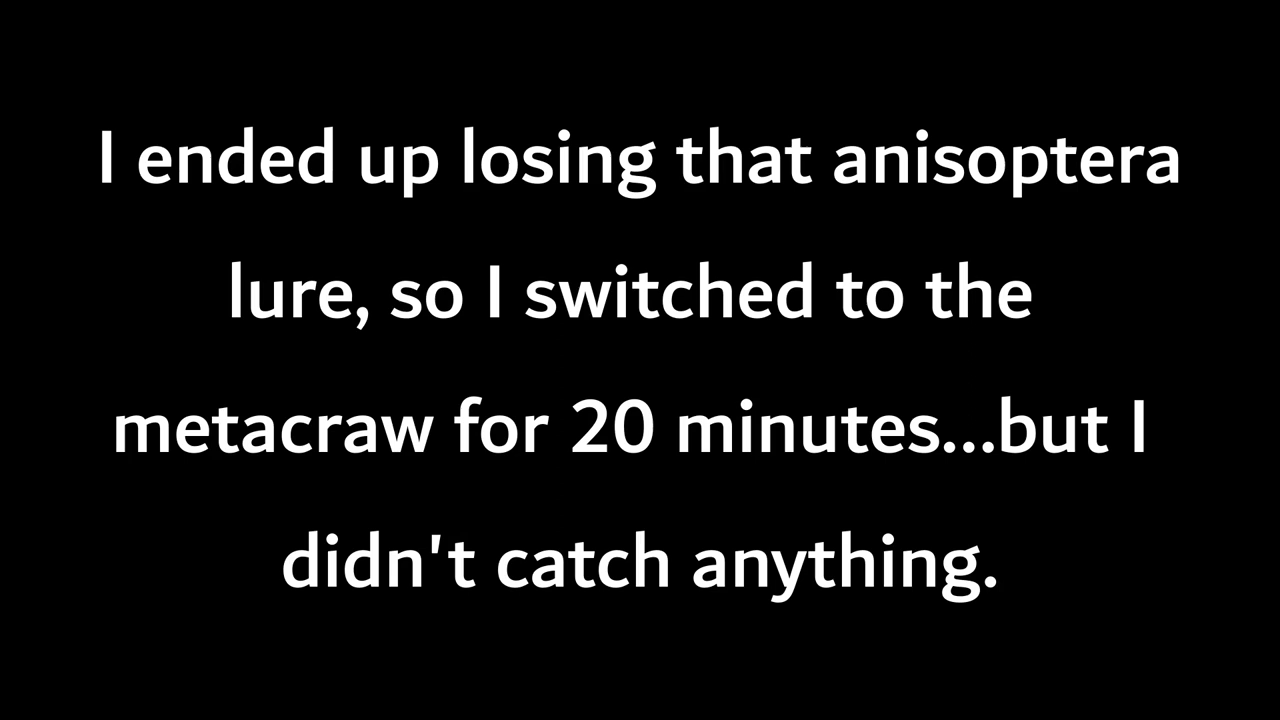 I ended up losing that anisoptera
lure, so I switched to the
metacraw for 20 minutes...but I
didn't catch anything.